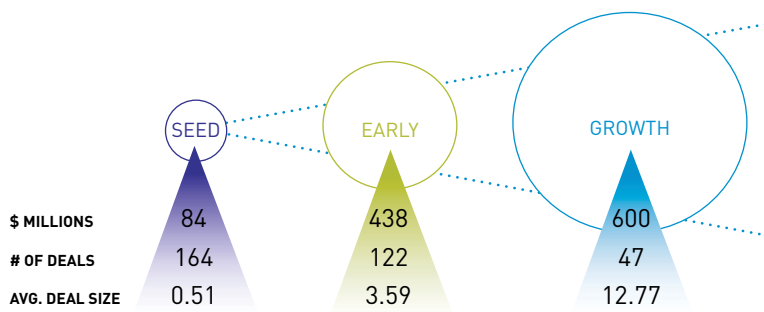 SEED EARLY GROWTH
$ MILLIONS 84 438 600
# OF DEALS 164 122 47
AVG. DEAL SIZE 0.51 3.59 12.77